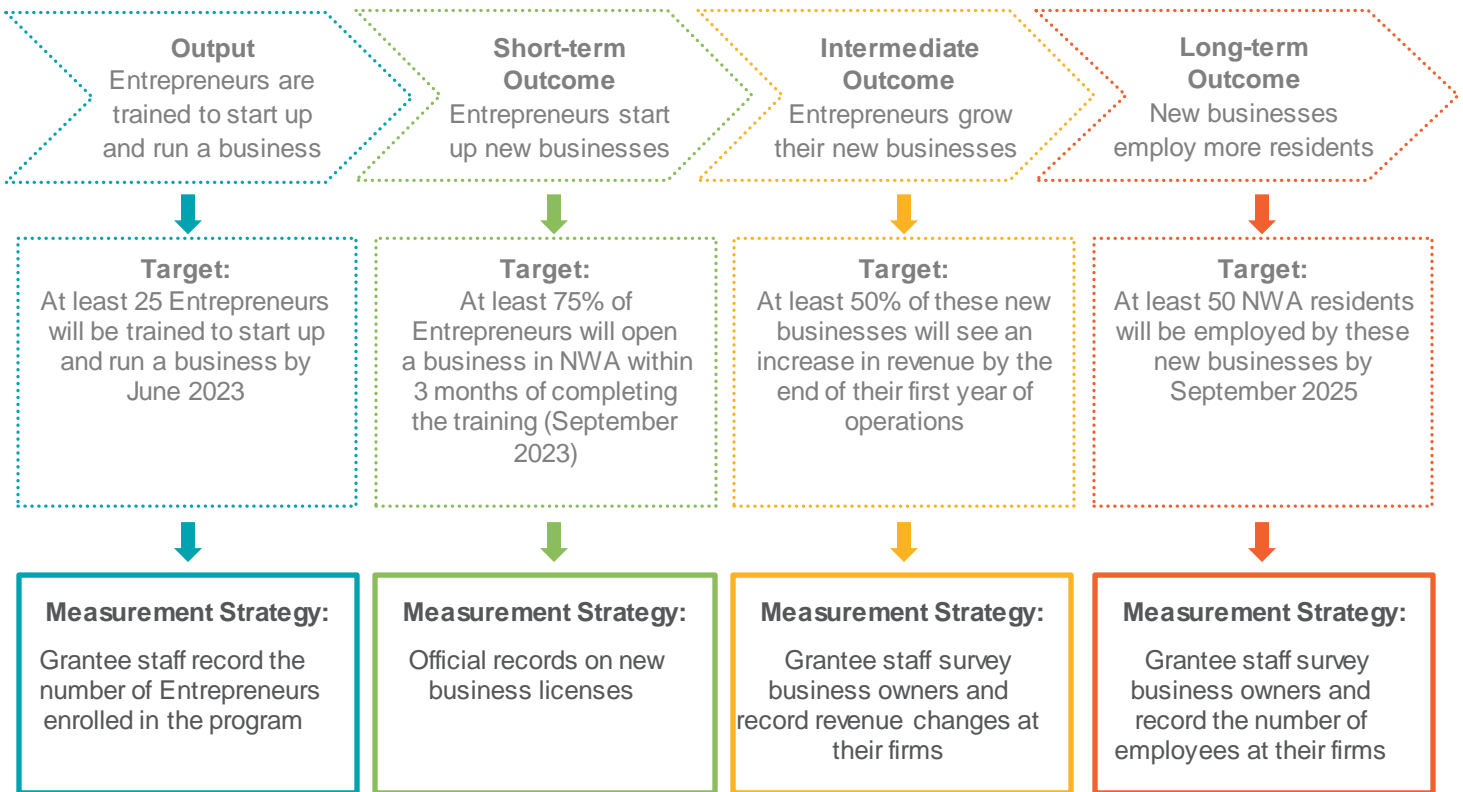 Output
Entrepreneurs are
trained to start up
and run a business
Short-term
Outcome
Entrepreneurs start
up new businesses
Intermediate
Outcome
Entrepreneurs grow
their new businesses
Long-term
Outcome
New businesses
employ more residents
Target:
At least 25 Entrepreneurs
will be trained to start up
and run a business by
June 2023
Target:
At least 75% of
Entrepreneurs will open
a business in NWA within
3 months of completing
the training (September
2023)
Target:
At least 50% of these new
businesses will see an
increase in revenue by the
end of their first year of
operations
Target:
At least 50 NWA residents
will be employed by these
new businesses by
September 2025
Measurement Strategy:
Grantee staff record the
number of Entrepreneurs
enrolled in the program
Measurement Strategy:
Official records on new
business licenses
Measurement Strategy:
Grantee staff survey
business owners and
record revenue changes at
their firms
Measurement Strategy:
Grantee staff survey
business owners and
record the number of
employees at their firms